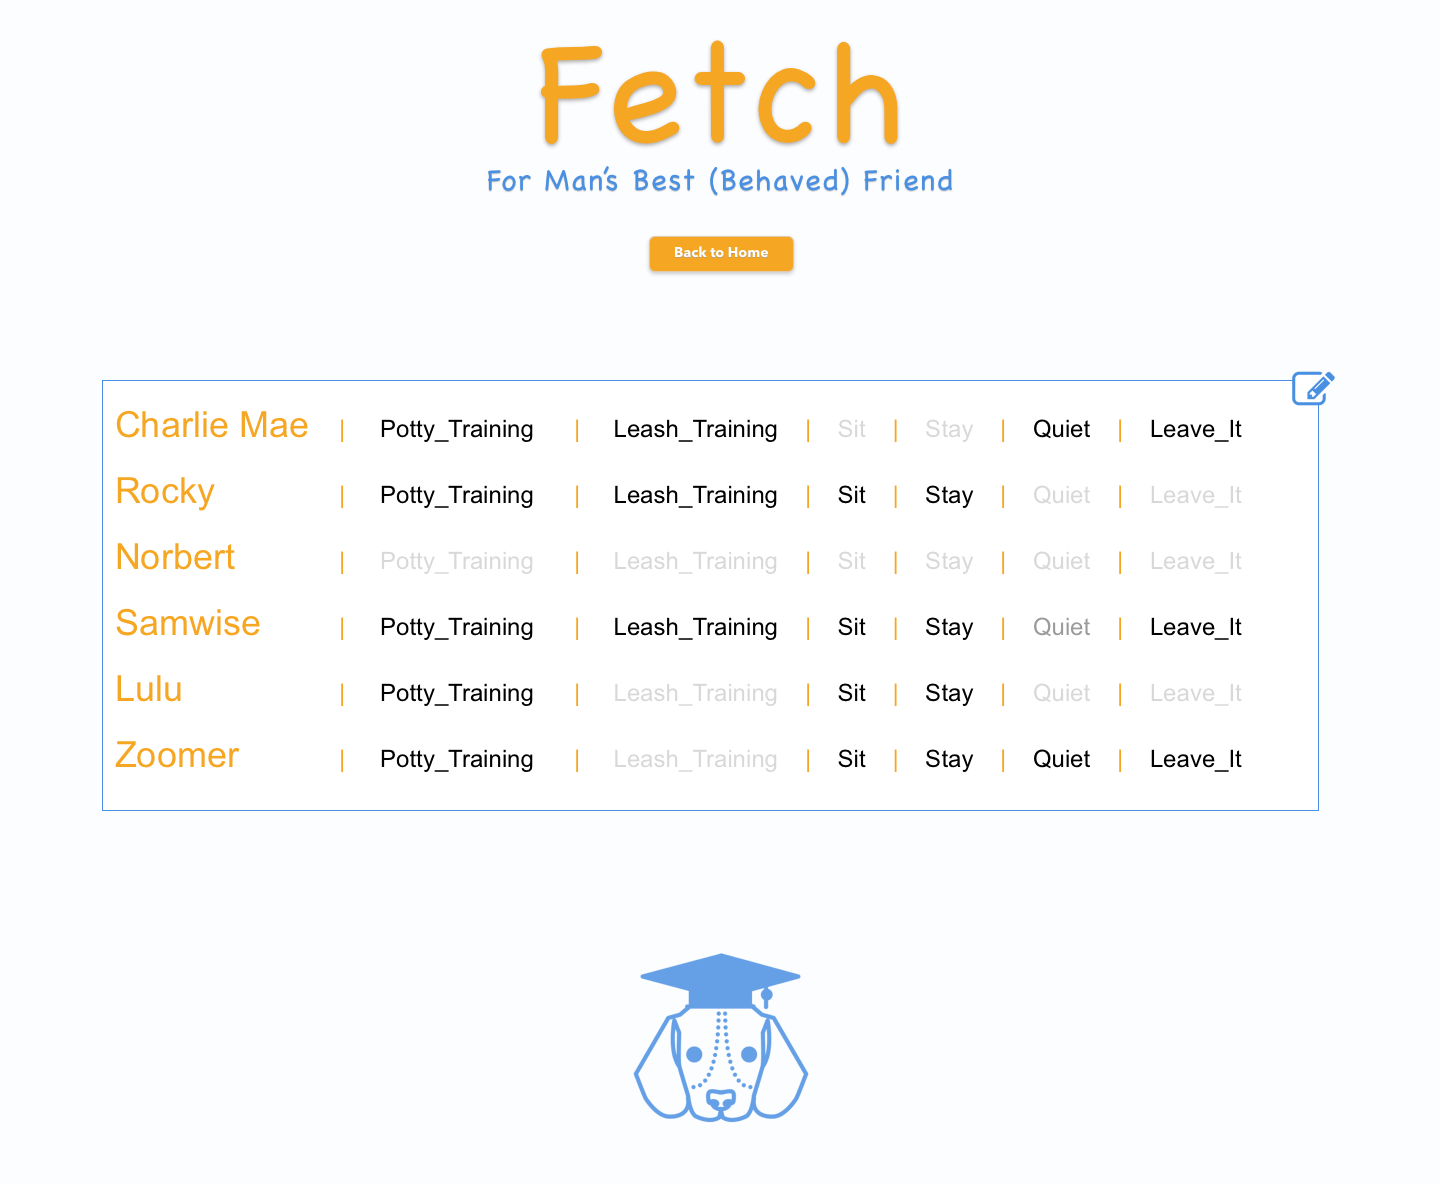 Fetch
For Man's Best (Behaved) Friend
Back to Home
Charlie Mae | Potty_Training | Leash_Training | Sit | Stay | Quiet | Leave_It
Rocky | Potty_Training | Leash_Training | Sit | Stay | Quiet | Leave_It
Norbert | Potty_Training | Leash_Training | Sit | Stay | Quiet | Leave_It
Samwise | Potty_Training | Leash_Training | Sit | Stay | Quiet | Leave_It
Lulu | Potty_Training | Leash_Training | Sit | Stay | Quiet | Leave_It
Zoomer | Potty_Training | Leash_Training | Sit | Stay | Quiet | Leave_It